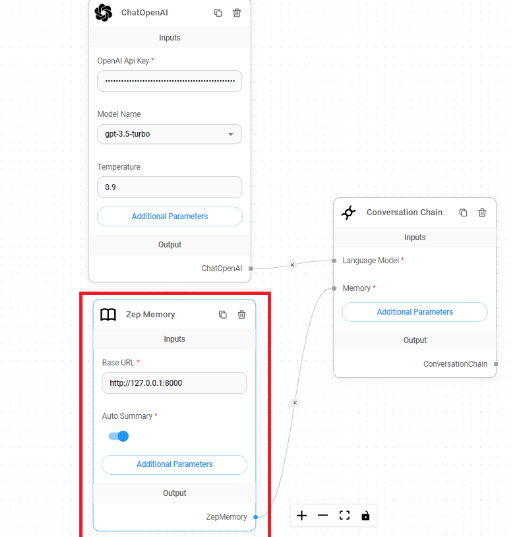 ChatOpenAI
Inputs
OpenAI Api Key *
••••••••••••••••••••••••••••••••••••••••••••••••
Model Name
gpt-3.5-turbo
Temperature
0.9
Additional Parameters
Output
ChatOpenAI
Zep Memory
Inputs
Base URL *
http://127.0.0.1:8000
Auto Summary *
Additional Parameters
Output
ZepMemory
Conversation Chain
Inputs
Language Model *
Memory *
Additional Parameters
Output
ConversationChain